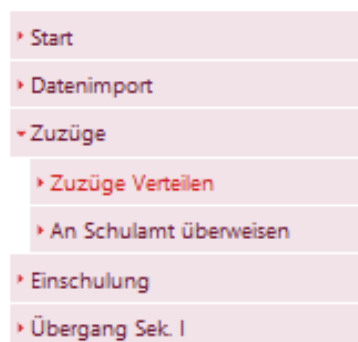 Start
Datenimport
Zuzüge
Zuzüge Verteilen
An Schulamt überweisen
Einschulung
Übergang Sek. I